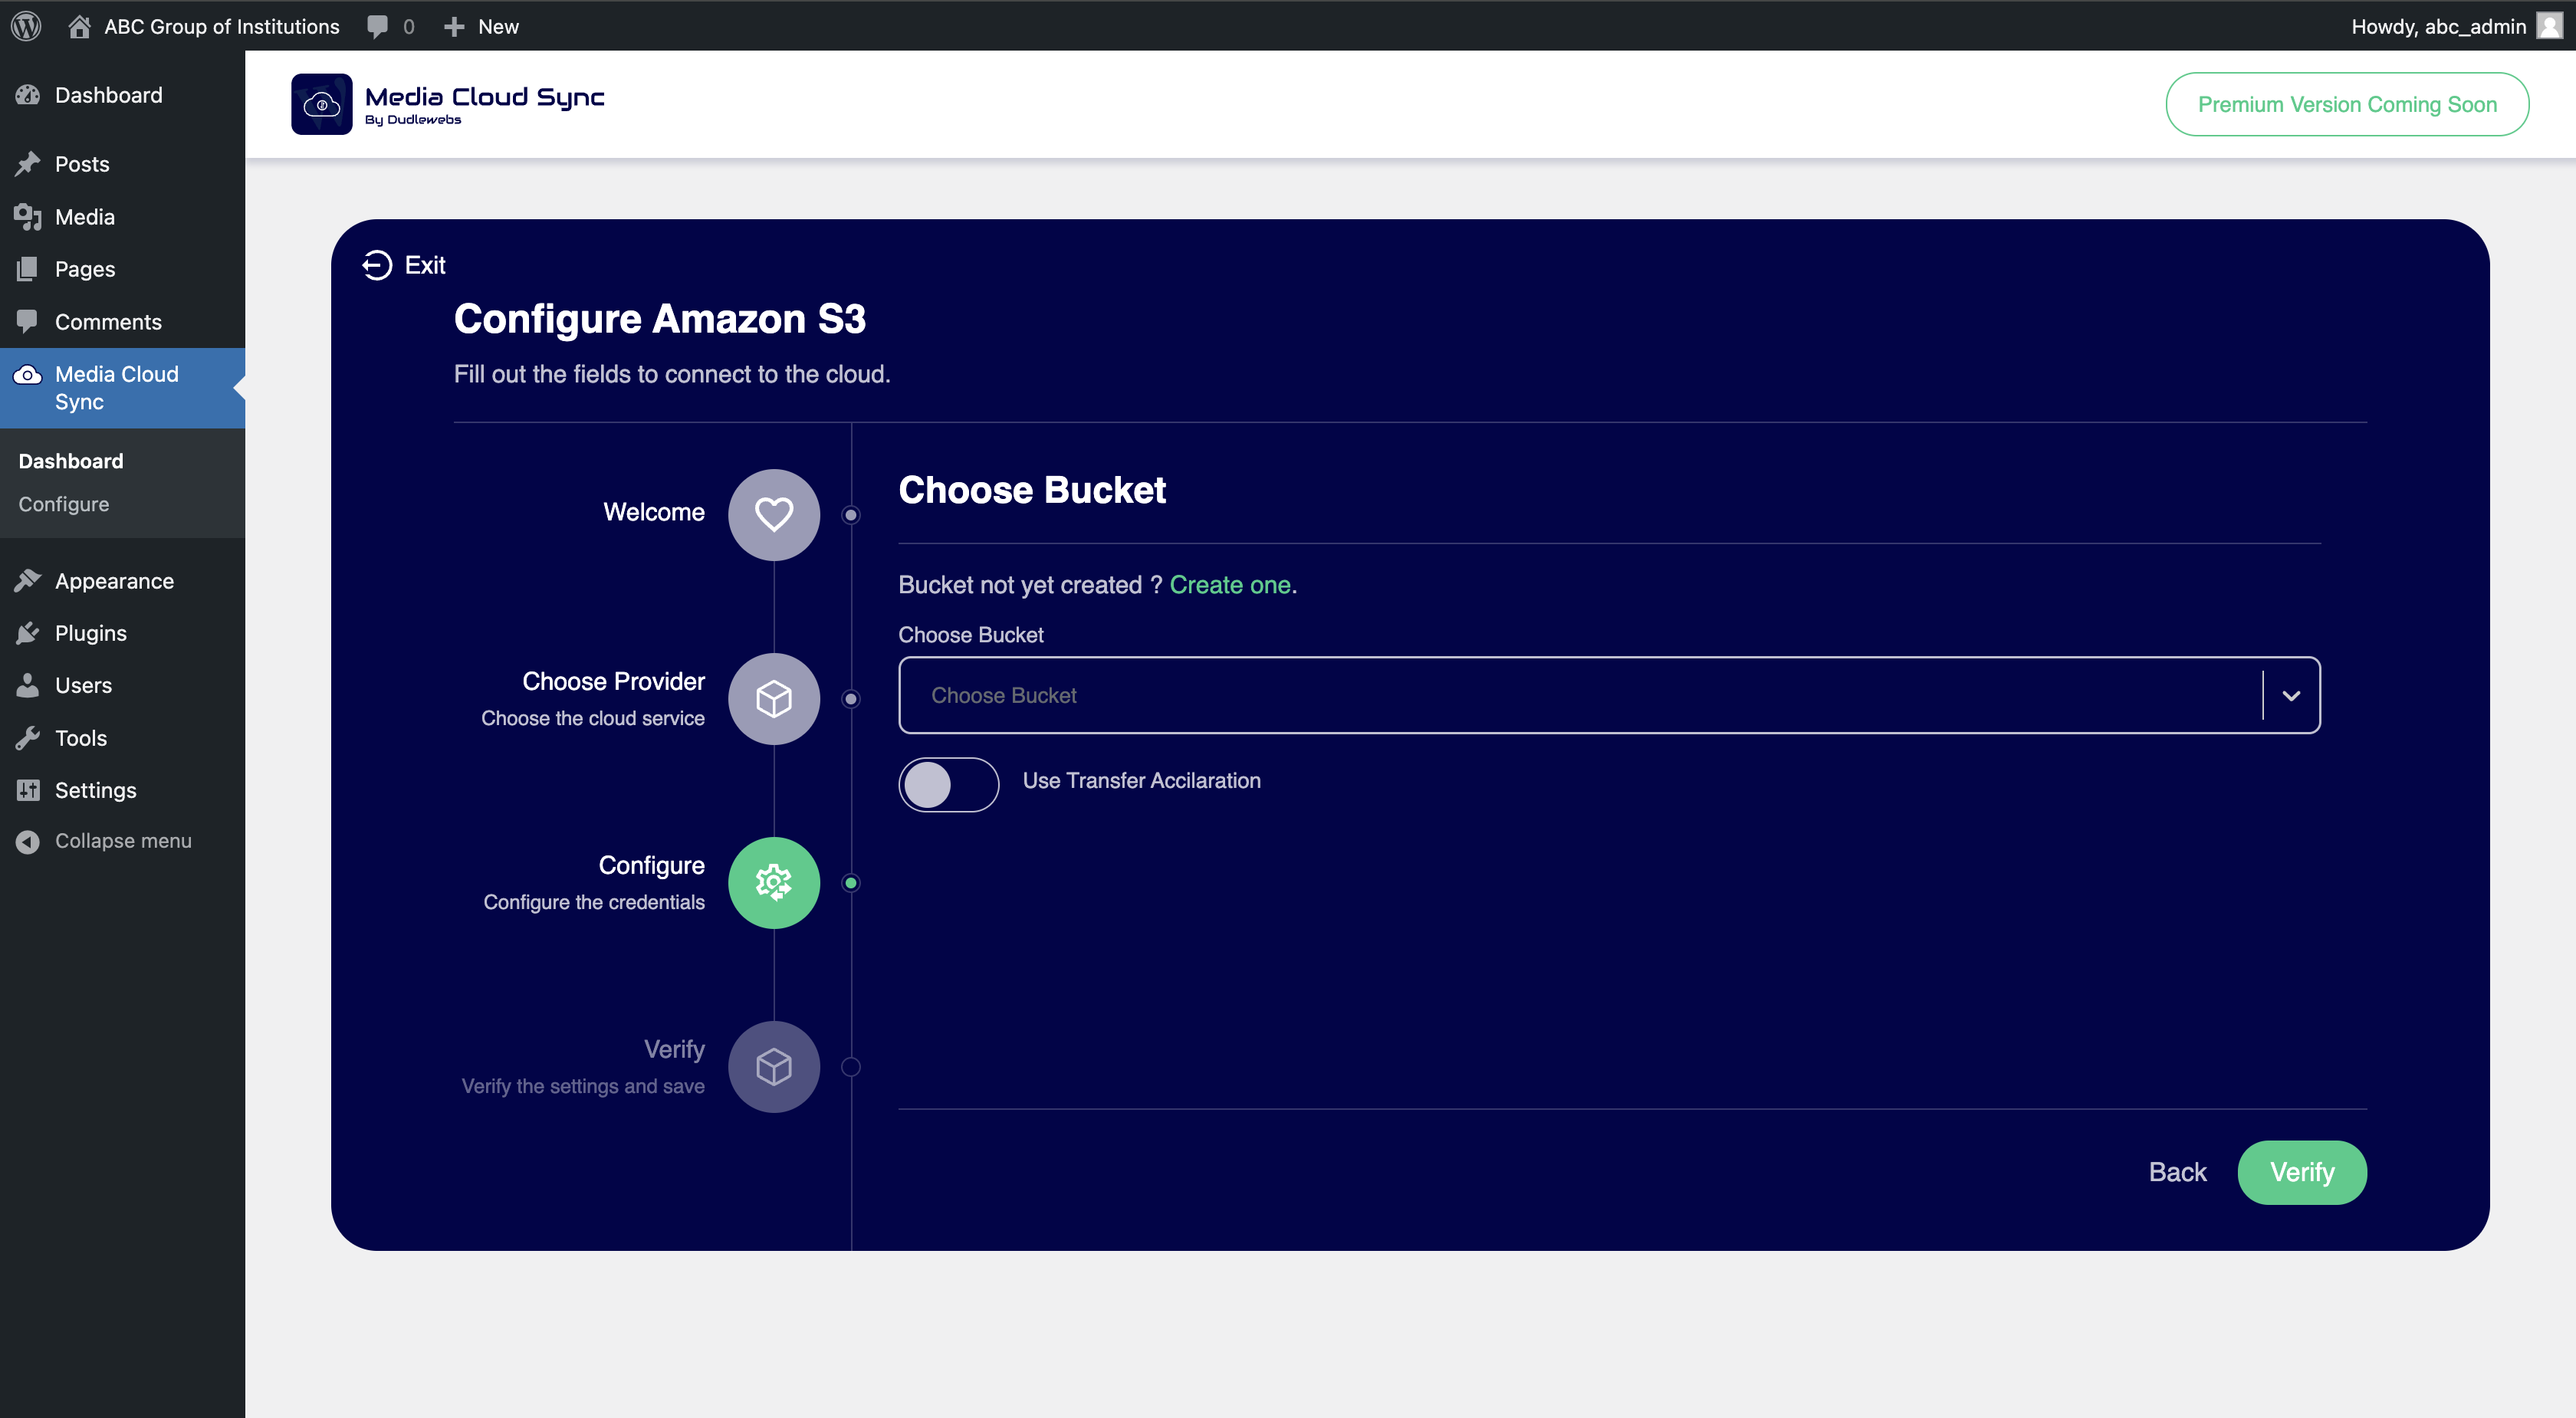 ABC Group of Institutions
0
New
Howdy, abc_admin
Dashboard
Posts
Media
Pages
Comments
Media Cloud
Sync
Dashboard
Configure
Appearance
Plugins
Users
Tools
Settings
Collapse menu
Media Cloud Sync
By Dudlewebs
Premium Version Coming Soon
Exit
Configure Amazon S3
Fill out the fields to connect to the cloud.
Welcome
Choose Provider
Choose the cloud service
Configure
Configure the credentials
Verify
Verify the settings and save
Choose Bucket
Bucket not yet created ? Create one.
Choose Bucket
Choose Bucket
Use Transfer Accilaration
Back
Verify